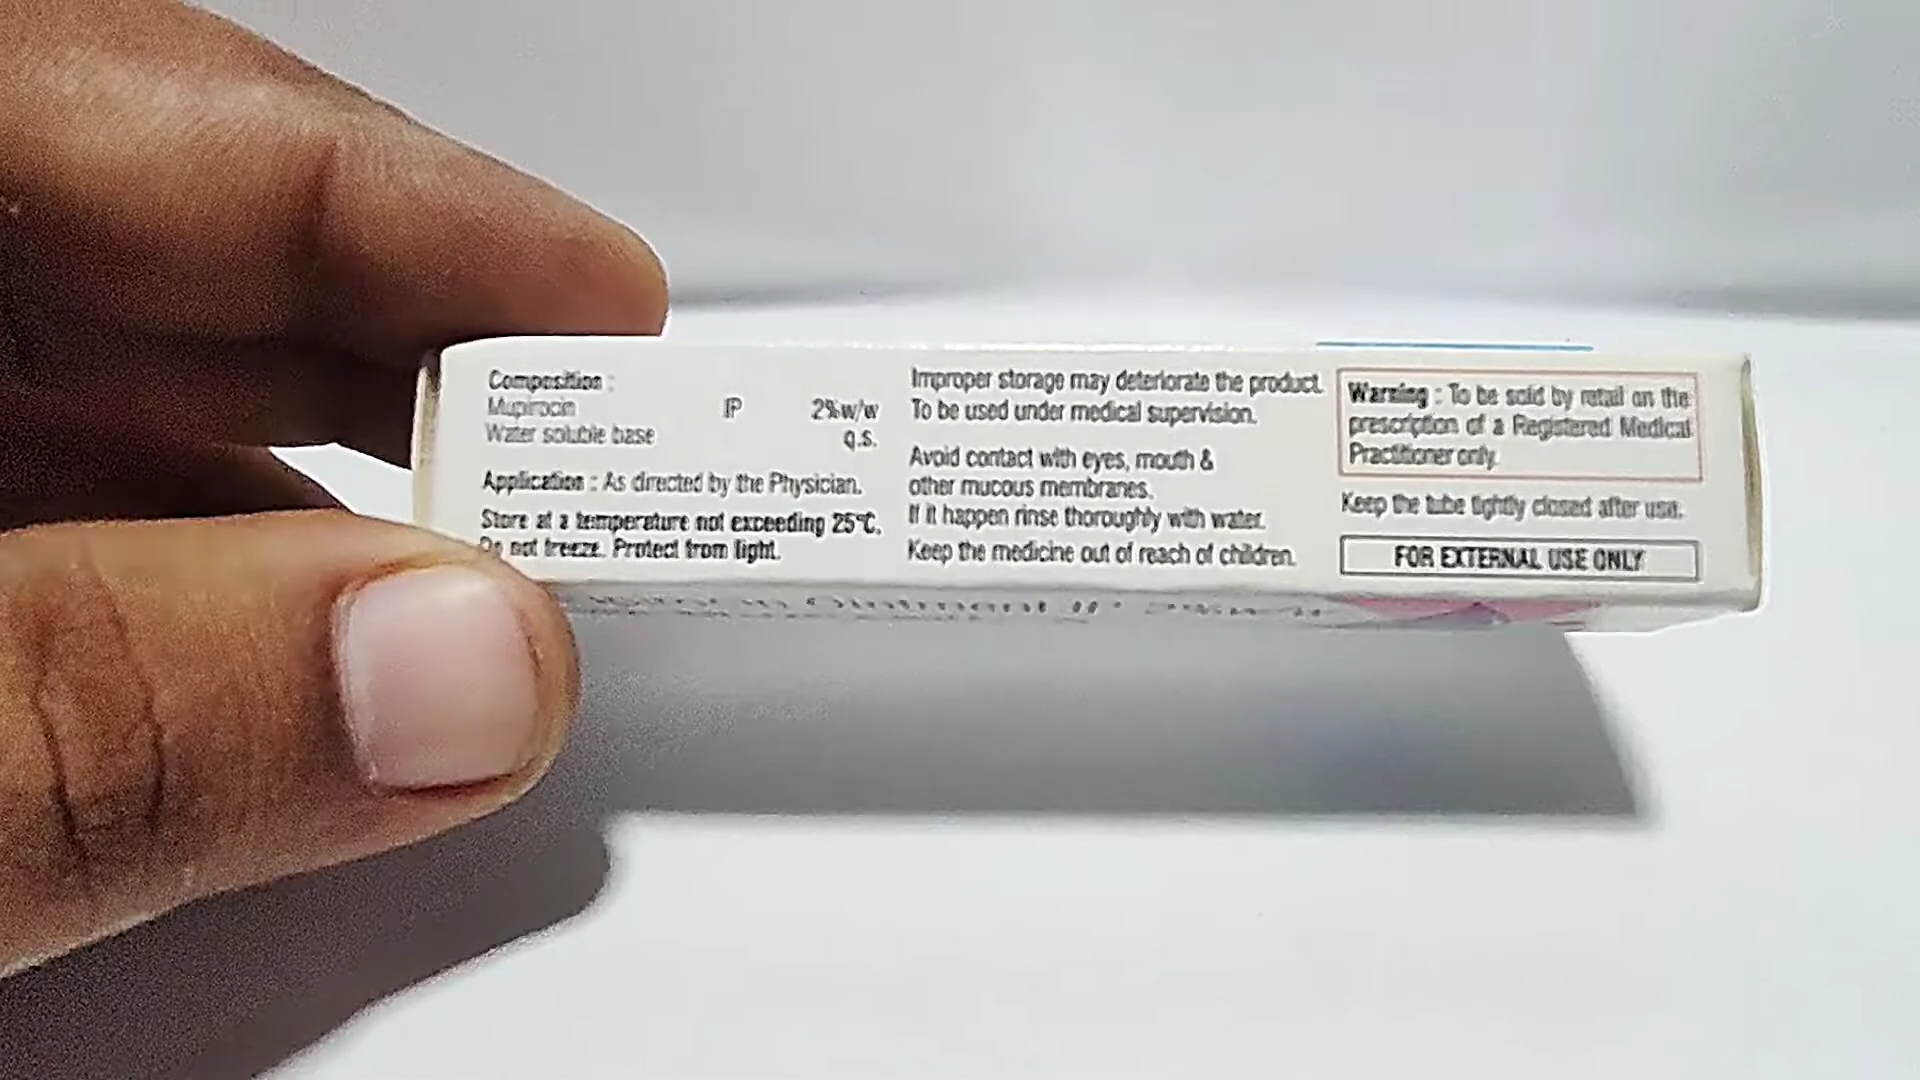 Composition :
Mupirocin IP 2%w/w
Water soluble base q.s.
Application : As directed by the Physician.
Store at a temperature not exceeding 25°C.
Do not freeze. Protect from light.
Improper storage may deteriorate the product.
To be used under medical supervision.
Avoid contact with eyes, mouth &
other mucous membranes.
If it happen rinse thoroughly with water.
Keep the medicine out of reach of children.
Warning : To be sold by retail on the
prescription of a Registered Medical
Practitioner only.
Keep the tube tightly closed after use.
FOR EXTERNAL USE ONLY
Ointment